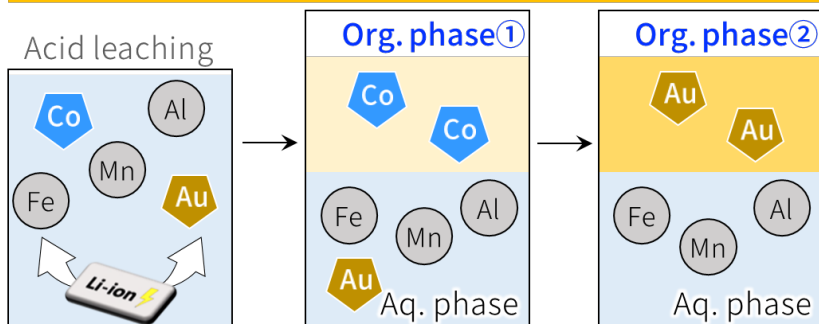 Acid leaching
Co
Al
Mn
Fe
Au
Li-ion
Org. phase①
Co
Co
Fe
Mn
Al
Au
Aq. phase
Org. phase②
Au
Au
Fe
Mn
Al
Aq. phase